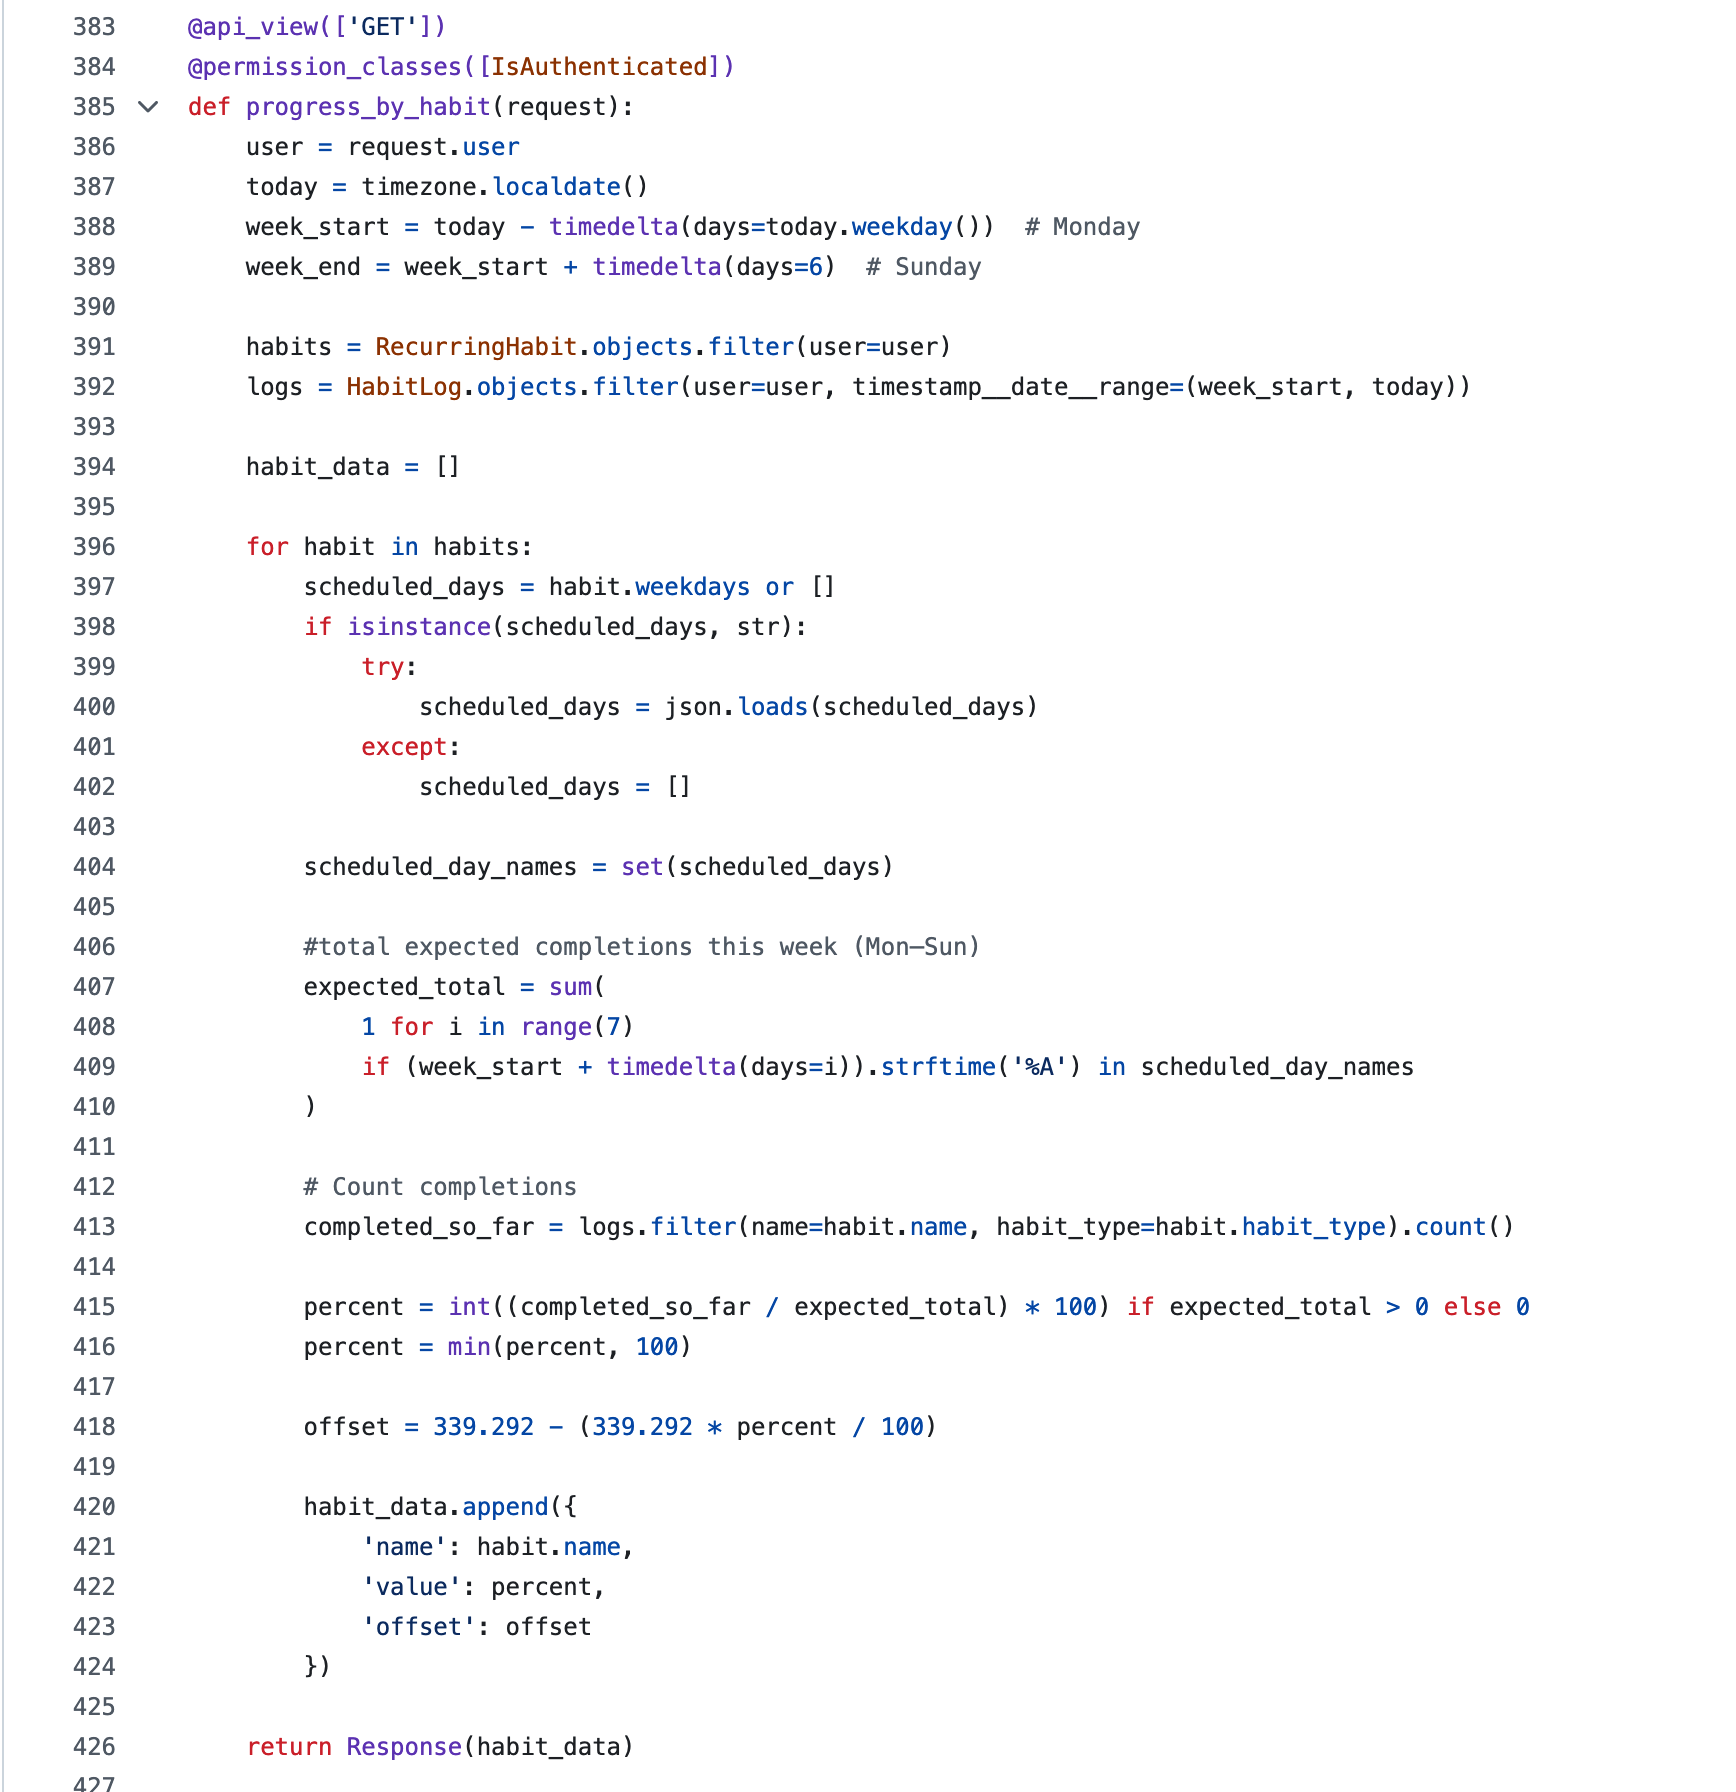 383 @api_view(['GET'])
384 @permission_classes([IsAuthenticated])
385 def progress_by_habit(request):
386     user = request.user
387     today = timezone.localdate()
388     week_start = today - timedelta(days=today.weekday())  # Monday
389     week_end = week_start + timedelta(days=6)  # Sunday
390
391     habits = RecurringHabit.objects.filter(user=user)
392     logs = HabitLog.objects.filter(user=user, timestamp__date__range=(week_start, today))
393
394     habit_data = []
395
396     for habit in habits:
397         scheduled_days = habit.weekdays or []
398         if isinstance(scheduled_days, str):
399             try:
400                 scheduled_days = json.loads(scheduled_days)
401             except:
402                 scheduled_days = []
403
404         scheduled_day_names = set(scheduled_days)
405
406         #total expected completions this week (Mon–Sun)
407         expected_total = sum(
408             1 for i in range(7)
409             if (week_start + timedelta(days=i)).strftime('%A') in scheduled_day_names
410         )
411
412         # Count completions
413         completed_so_far = logs.filter(name=habit.name, habit_type=habit.habit_type).count()
414
415         percent = int((completed_so_far / expected_total) * 100) if expected_total > 0 else 0
416         percent = min(percent, 100)
417
418         offset = 339.292 - (339.292 * percent / 100)
419
420         habit_data.append({
421             'name': habit.name,
422             'value': percent,
423             'offset': offset
424         })
425
426     return Response(habit_data)
427